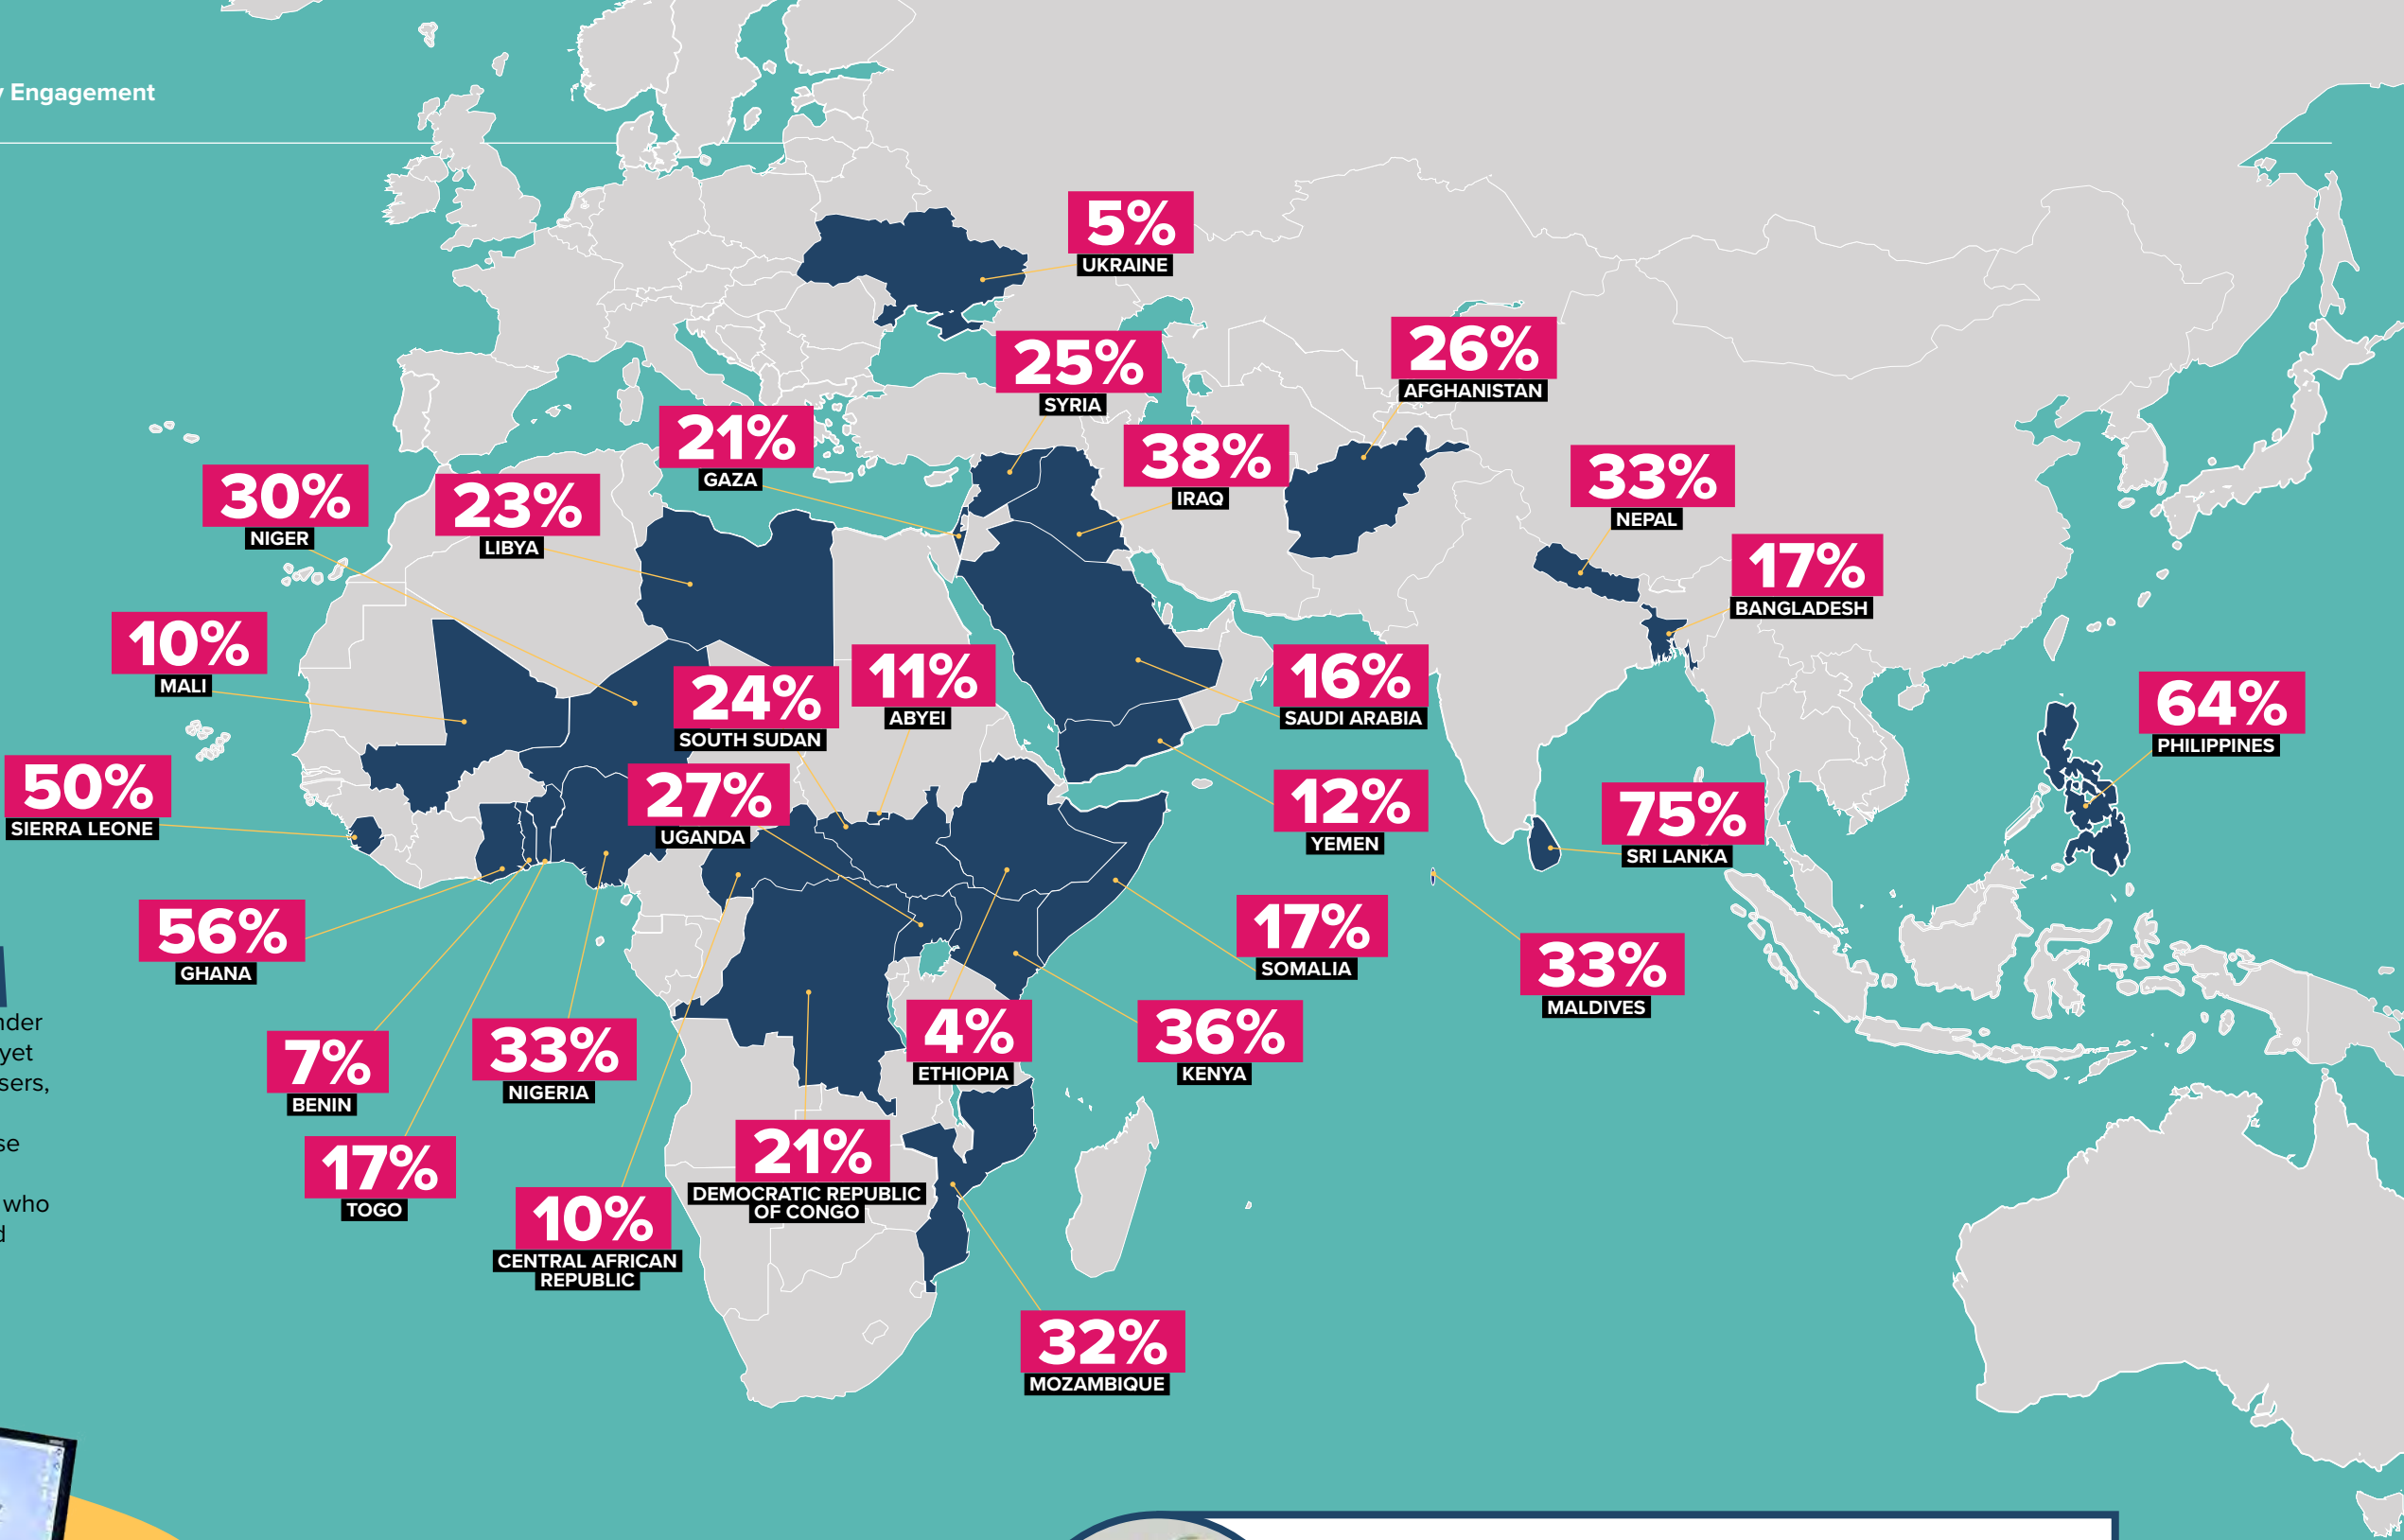 Engagement
5%
UKRAINE
25%
SYRIA
26%
AFGHANISTAN
21%
GAZA
38%
IRAQ
33%
NEPAL
30%
NIGER
23%
LIBYA
17%
BANGLADESH
10%
MALI
24%
SOUTH SUDAN
11%
ABYEI
16%
SAUDI ARABIA
64%
PHILIPPINES
50%
SIERRA LEONE
27%
UGANDA
12%
YEMEN
75%
SRI LANKA
56%
GHANA
17%
SOMALIA
33%
MALDIVES
7%
BENIN
33%
NIGERIA
4%
ETHIOPIA
36%
KENYA
17%
TOGO
21%
DEMOCRATIC REPUBLIC
OF CONGO
10%
CENTRAL AFRICAN
REPUBLIC
32%
MOZAMBIQUE
nder
yet
sers,
se
who
d